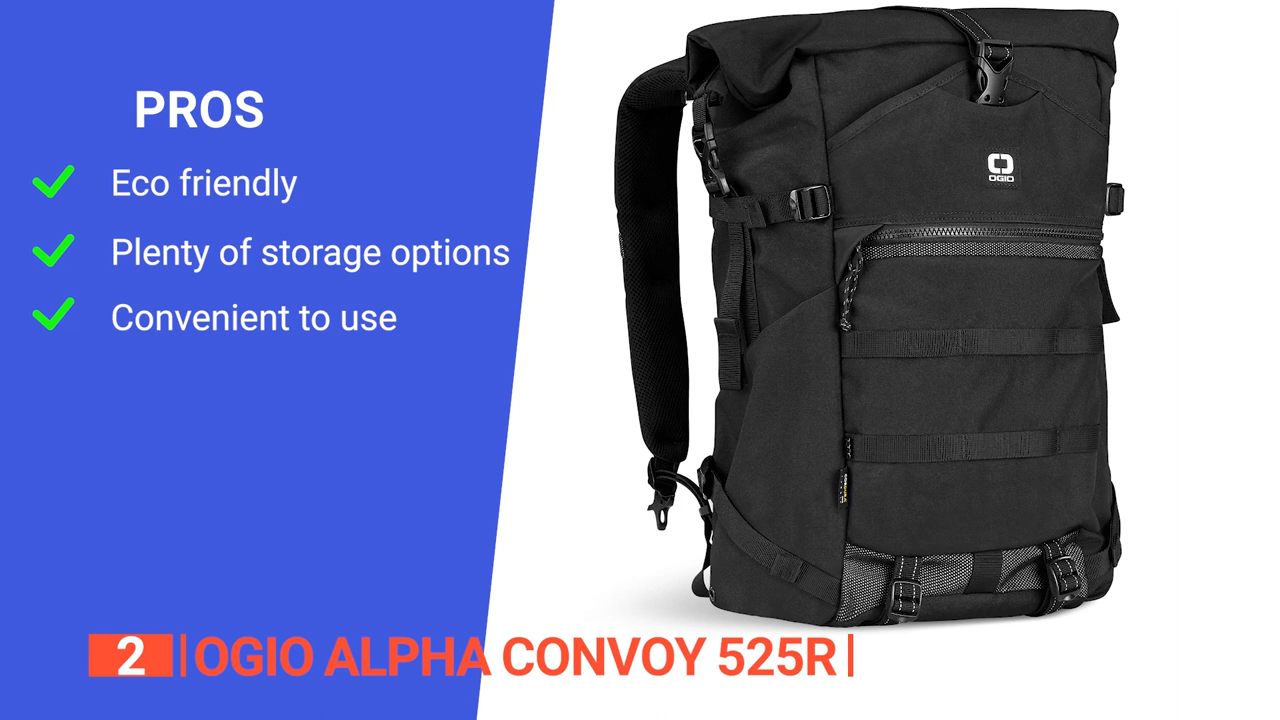 PROS
Eco friendly
Plenty of storage options
Convenient to use
OGIO
2 |OGIO ALPHA CONVOY 525R|